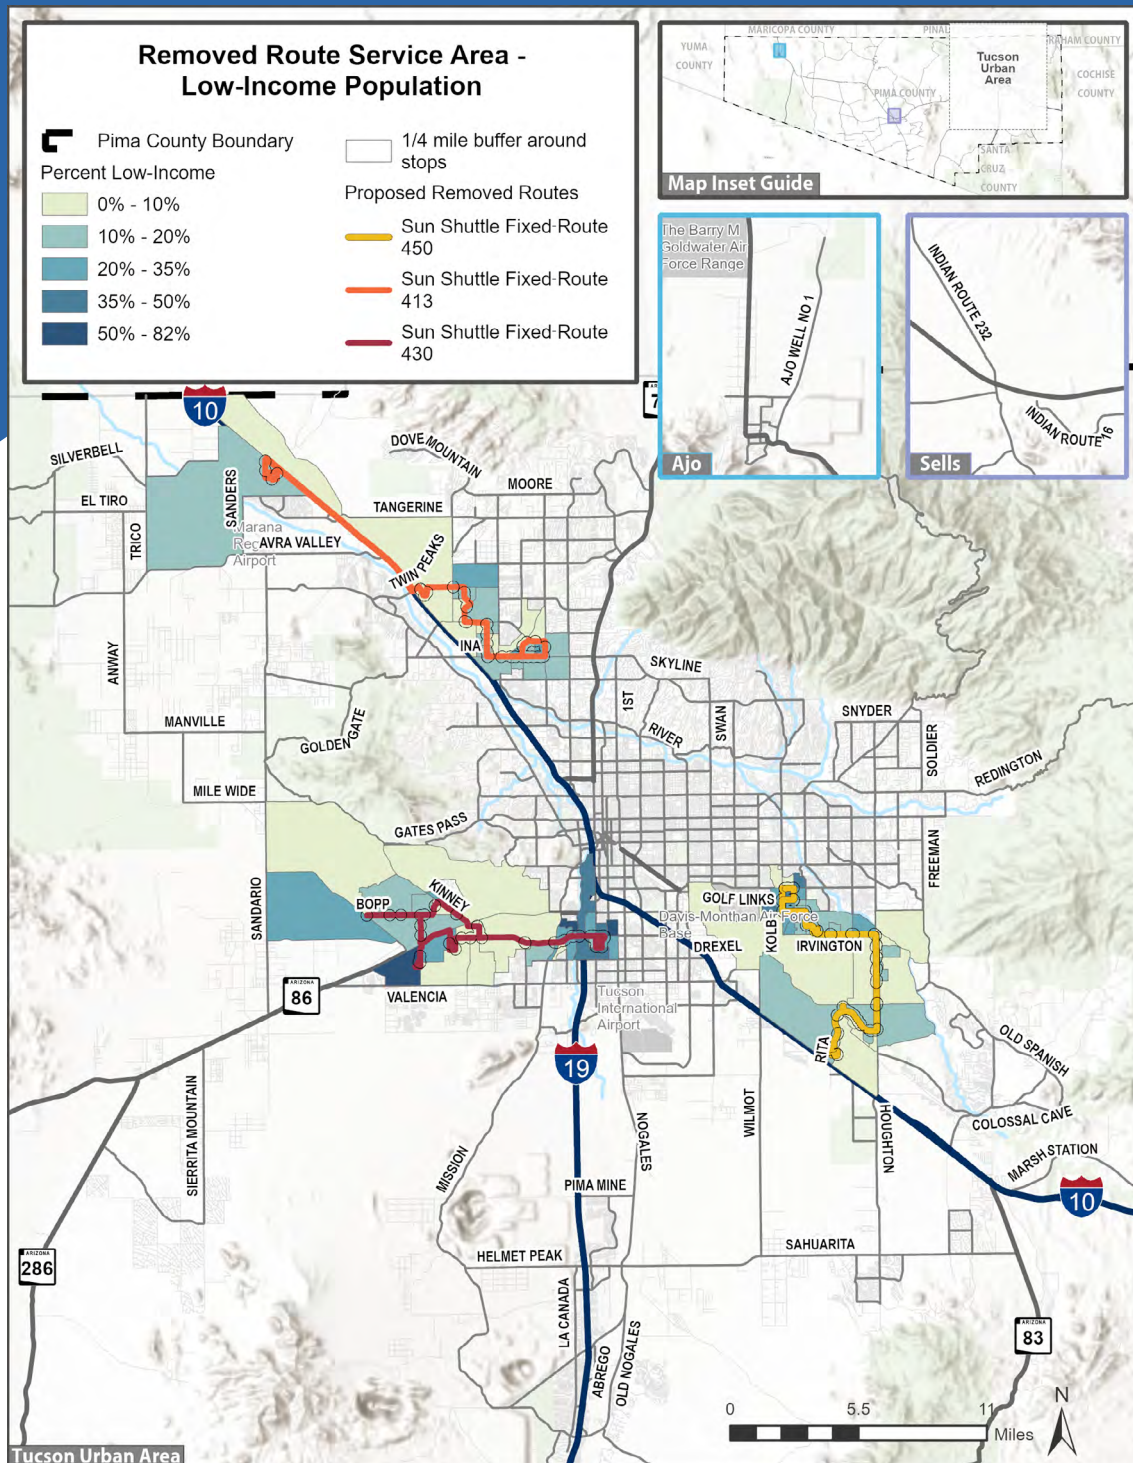 Removed Route Service Area -
Low-Income Population
Pima County Boundary
Percent Low-Income
0% - 10%
10% - 20%
20% - 35%
35% - 50%
50% - 82%
1/4 mile buffer around
stops
Proposed Removed Routes
Sun Shuttle Fixed-Route
450
Sun Shuttle Fixed-Route
413
Sun Shuttle Fixed-Route
430
MARICOPA COUNTY
PINAL
YUMA
COUNTY
RAHAM COUNTY
Tucson
Urban
Area
COCHISE
COUNTY
PIMA COUNTY
SANTA
CRUZ
COUNTY
Map Inset Guide
The Barry M
Goldwater Air
Force Range
AJO WELL NO 1
Ajo
INDIAN ROUTE 232
INDIAN ROUTE 16
Sells
10
7
SILVERBELL
DOVE MOUNTAIN
MOORE
EL TIRO
SANDERS
TANGERINE
TRICO
Marana
Reg
Airport
AVRA VALLEY
TWIN PEAKS
INA
ANWAY
SKYLINE
1ST
SWAN
SNYDER
MANVILLE
GOLDEN GATE
RIVER
SOLDIER
REDINGTON
MILE WIDE
GATES PASS
FREEMAN
SANDARIO
BOPP
KINNEY
GOLF LINKS
Davis-Monthan Air Force
Base
KOLB
DREXEL
IRVINGTON
ARIZONA
86
VALENCIA
Tucson
International
Airport
RITA
OLD SPANISH
19
SIERRITA MOUNTAIN
WILMOT
HOUGHTON
COLOSSAL CAVE
MISSION
NOGALES
MARSH STATION
PIMA MINE
10
SAHUARITA
HELMET PEAK
ARIZONA
286
LA CANADA
ABREGO
OLD NOGALES
ARIZONA
83
N
0 5.5 11
Miles
Tucson Urban Area